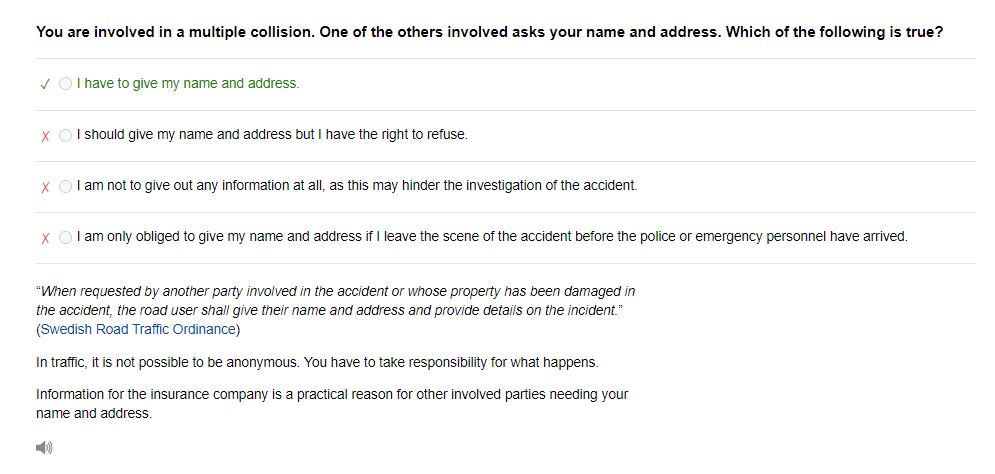 You are involved in a multiple collision. One of the others involved asks your name and address. Which of the following is true?
✓ I have to give my name and address.
X I should give my name and address but I have the right to refuse.
X I am not to give out any information at all, as this may hinder the investigation of the accident.
X I am only obliged to give my name and address if I leave the scene of the accident before the police or emergency personnel have arrived.
“When requested by another party involved in the accident or whose property has been damaged in
the accident, the road user shall give their name and address and provide details on the incident.”
(Swedish Road Traffic Ordinance)
In traffic, it is not possible to be anonymous. You have to take responsibility for what happens.
Information for the insurance company is a practical reason for other involved parties needing your
name and address.